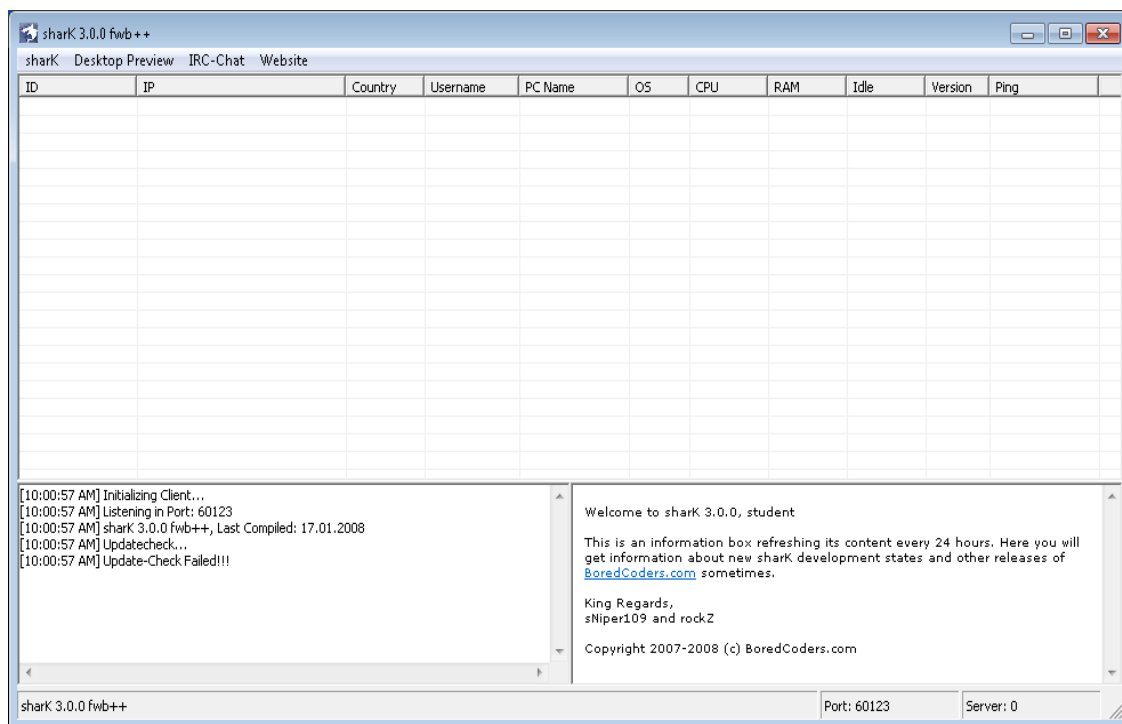 sharK 3.0.0 fwb++
sharK Desktop Preview IRC-Chat Website
ID IP Country Username PC Name OS CPU RAM Idle Version Ping
[10:00:57 AM] Initializing Client...
[10:00:57 AM] Listening in Port: 60123
[10:00:57 AM] sharK 3.0.0 fwb++, Last Compiled: 17.01.2008
[10:00:57 AM] Updatecheck...
[10:00:57 AM] Update-Check Failed!!!
Welcome to sharK 3.0.0, student
This is an information box refreshing its content every 24 hours. Here you will
get information about new sharK development states and other releases of
BoredCoders.com sometimes.
King Regards,
sNiper109 and rockZ
Copyright 2007-2008 (c) BoredCoders.com
sharK 3.0.0 fwb++ Port: 60123 Server: 0